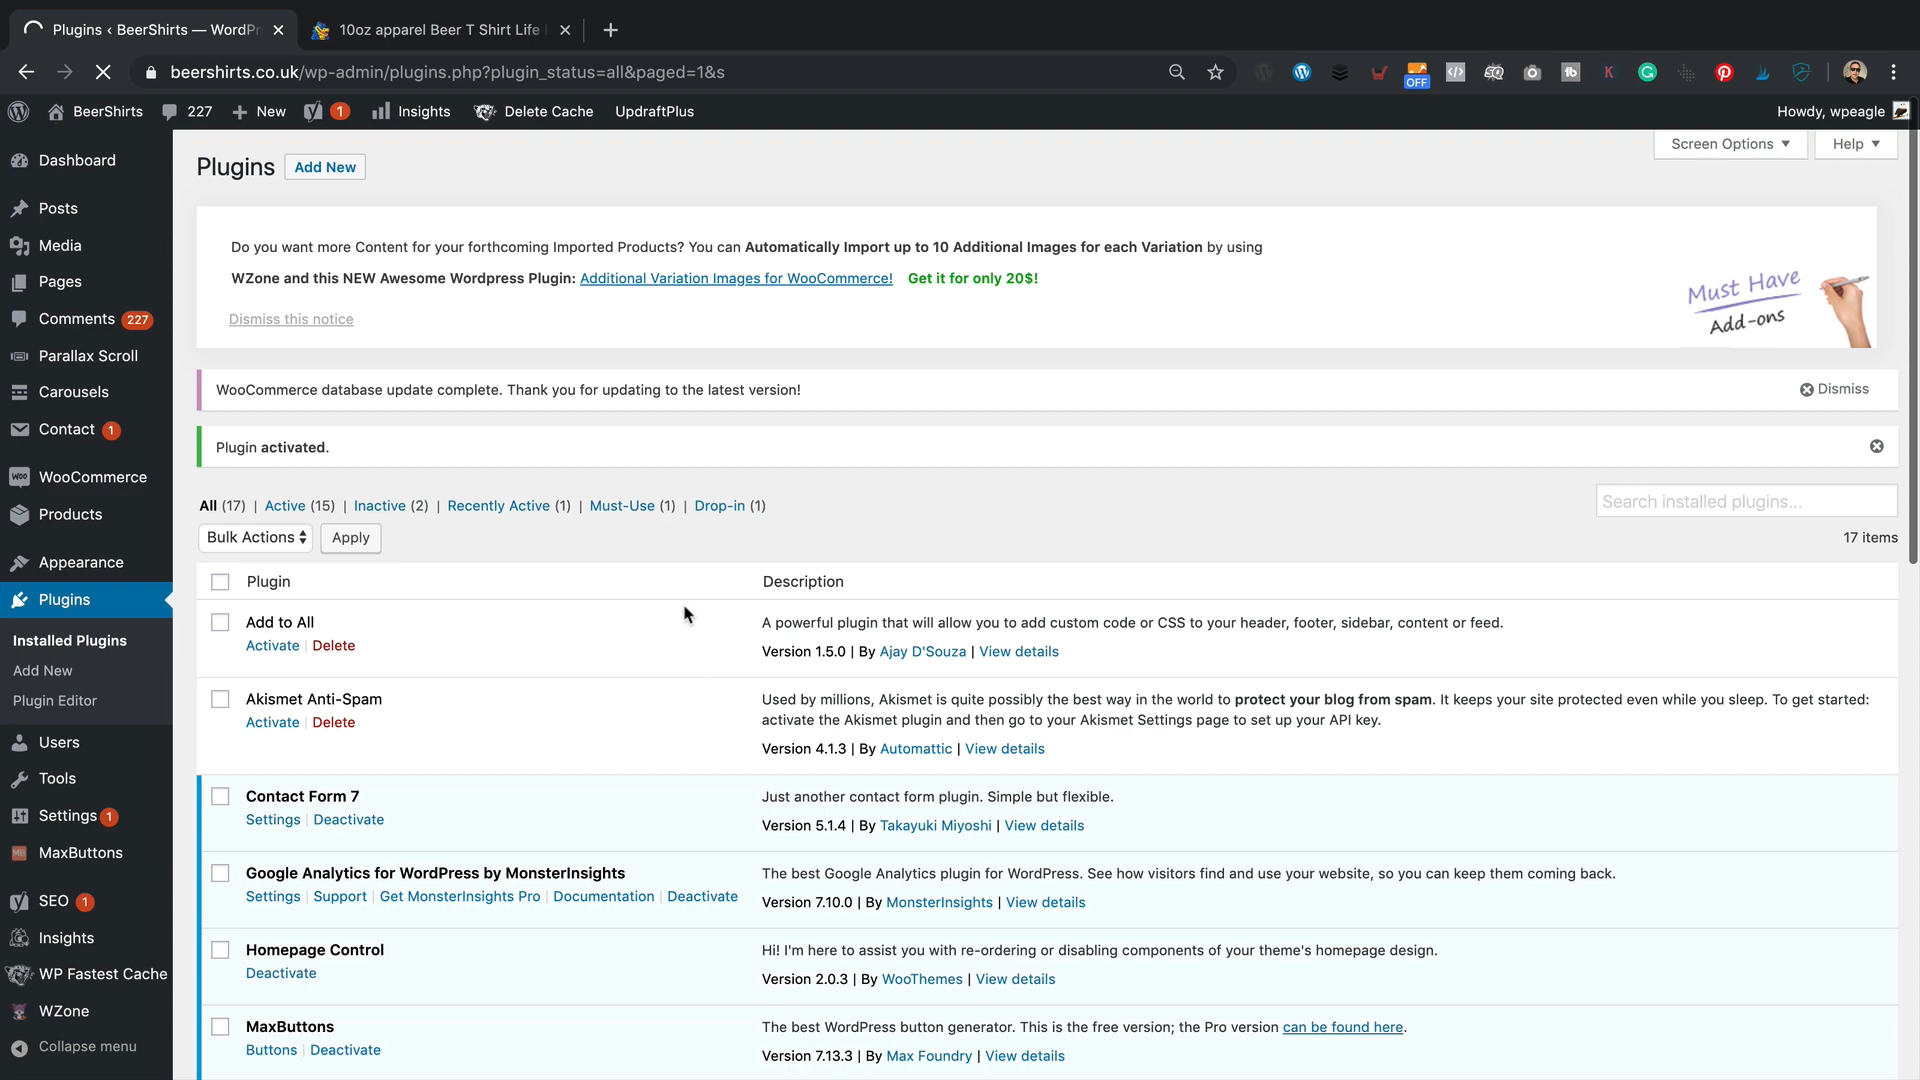 Plugins ‹ BeerShirts — WordPr
10oz apparel Beer T Shirt Life
beershirts.co.uk/wp-admin/plugins.php?plugin_status=all&paged=1&s
OFF
BeerShirts 227 New 1 Insights Delete Cache UpdraftPlus Howdy, wpeagle
Dashboard
Posts
Media
Pages
Comments 227
Parallax Scroll
Carousels
Contact 1
WooCommerce
Products
Appearance
Plugins
Installed Plugins
Add New
Plugin Editor
Users
Tools
Settings 1
MaxButtons
SEO 1
Insights
WP Fastest Cache
WZone
Collapse menu
Screen Options Help
Plugins Add New
Do you want more Content for your forthcoming Imported Products? You can Automatically Import up to 10 Additional Images for each Variation by using
WZone and this NEW Awesome Wordpress Plugin: Additional Variation Images for WooCommerce! Get it for only 20$!
Dismiss this notice
Must Have
Add-ons
WooCommerce database update complete. Thank you for updating to the latest version! Dismiss
Plugin activated.
All (17) | Active (15) | Inactive (2) | Recently Active (1) | Must-Use (1) | Drop-in (1)
Search installed plugins...
Bulk Actions Apply
17 items
Plugin Description
Add to All
Activate | Delete
A powerful plugin that will allow you to add custom code or CSS to your header, footer, sidebar, content or feed.
Version 1.5.0 | By Ajay D'Souza | View details
Akismet Anti-Spam
Activate | Delete
Used by millions, Akismet is quite possibly the best way in the world to protect your blog from spam. It keeps your site protected even while you sleep. To get started:
activate the Akismet plugin and then go to your Akismet Settings page to set up your API key.
Version 4.1.3 | By Automattic | View details
Contact Form 7
Settings | Deactivate
Just another contact form plugin. Simple but flexible.
Version 5.1.4 | By Takayuki Miyoshi | View details
Google Analytics for WordPress by MonsterInsights
Settings | Support | Get MonsterInsights Pro | Documentation | Deactivate
The best Google Analytics plugin for WordPress. See how visitors find and use your website, so you can keep them coming back.
Version 7.10.0 | By MonsterInsights | View details
Homepage Control
Deactivate
Hi! I'm here to assist you with re-ordering or disabling components of your theme's homepage design.
Version 2.0.3 | By WooThemes | View details
MaxButtons
Buttons | Deactivate
The best WordPress button generator. This is the free version; the Pro version can be found here.
Version 7.13.3 | By Max Foundry | View details